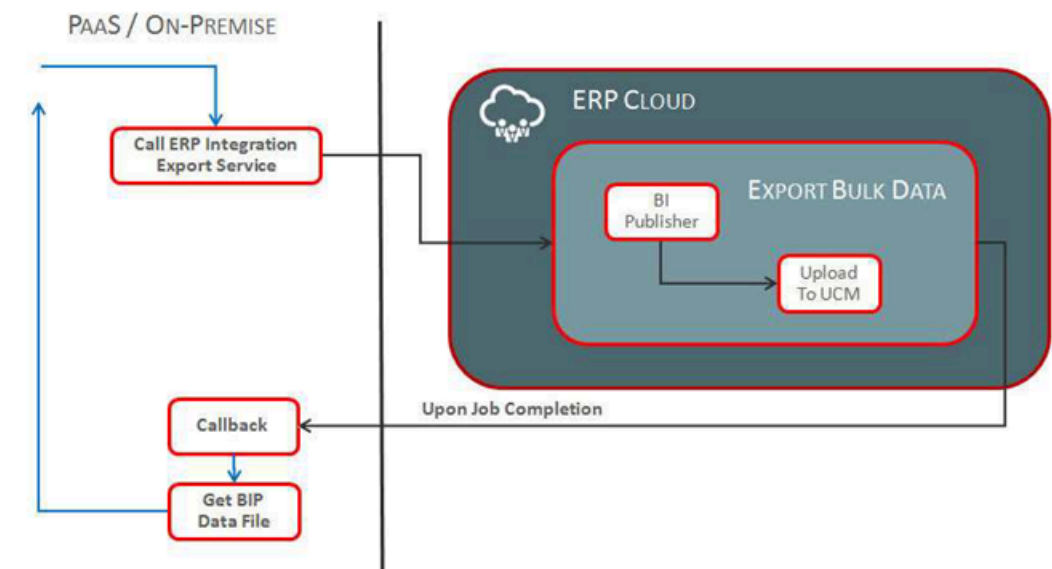 PaaS / On-Premise
ERP Cloud
Call ERP Integration
Export Service
Export Bulk Data
BI
Publisher
Upload
To UCM
Upon Job Completion
Callback
Get BIP
Data File